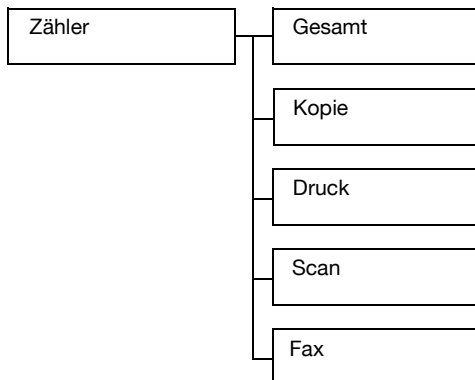 Zähler
Gesamt
Kopie
Druck
Scan
Fax